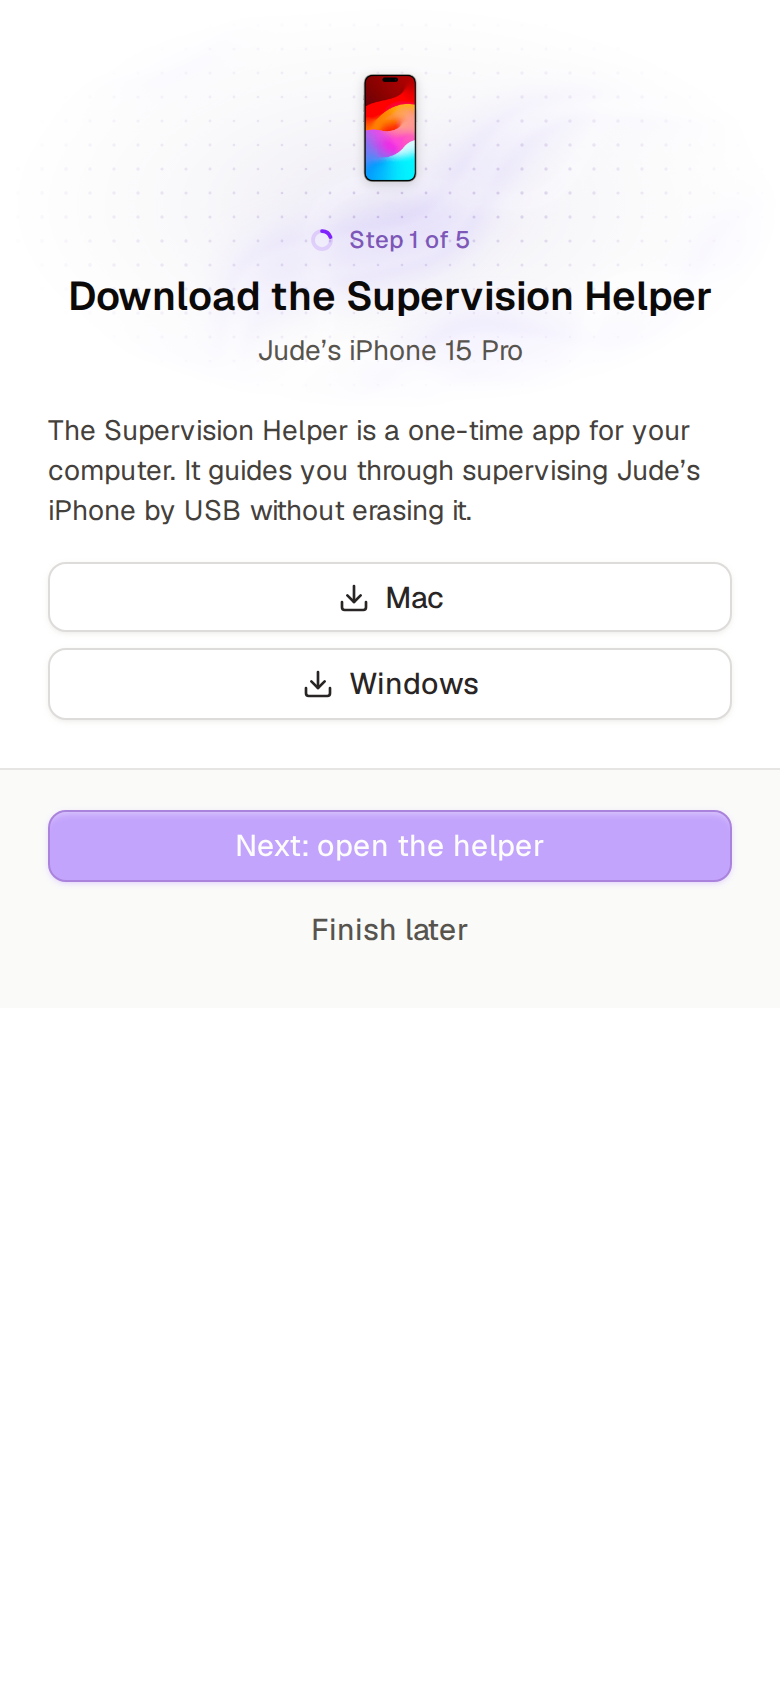 Step 1 of 5
Download the Supervision Helper
Jude’s iPhone 15 Pro
The Supervision Helper is a one-time app for your
computer. It guides you through supervising Jude’s
iPhone by USB without erasing it.
Mac
Windows
Next: open the helper
Finish later